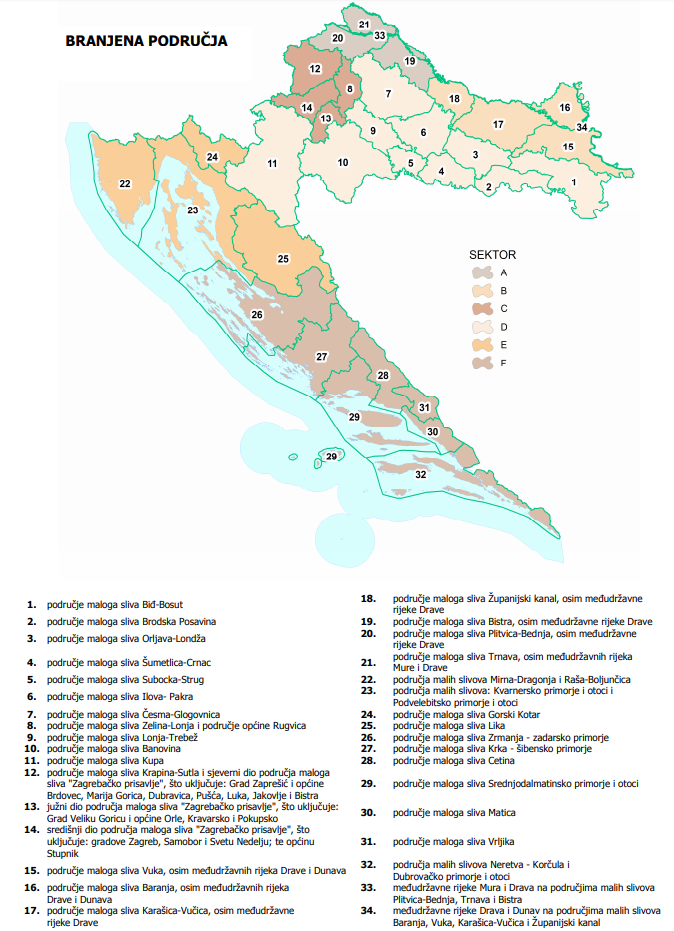 BRANJENA PODRUČJA
21
20
33
19
12
8
7
18
16
14
13
17
34
9
6
15
11
10
5
3
4
2
1
24
22
23
25
SEKTOR
A
B
C
D
E
F
26
27
28
31
29
30
29
32
1. područje maloga sliva Biđ-Bosut
2. područje maloga sliva Brodska Posavina
3. područje maloga sliva Orljava-Londža
4. područje maloga sliva Šumetlica-Crnac
5. područje maloga sliva Subocka-Strug
6. područje maloga sliva Ilova- Pakra
7. područje maloga sliva Česma-Glogovnica
8. područje maloga sliva Zelina-Lonja i područje općine Rugvica
9. područje maloga sliva Lonja-Trebež
10. područje maloga sliva Banovina
11. područje maloga sliva Kupa
12. područje maloga sliva Krapina-Sutla i sjeverni dio područja maloga
sliva "Zagrebačko prisavlje", što uključuje: Grad Zaprešić i općine
Brdovec, Marija Gorica, Dubravica, Pušća, Luka, Jakovlje i Bistra
13. južni dio područja maloga sliva "Zagrebačko prisavlje", što uključuje:
Grad Veliku Goricu i općine Orle, Kravarsko i Pokupsko
14. središnji dio područja maloga sliva "Zagrebačko prisavlje", što
uključuje: gradove Zagreb, Samobor i Svetu Nedelju; te općinu
Stupnik
15. područje maloga sliva Vuka, osim međudržavnih rijeka Drave i Dunava
16. područje maloga sliva Baranja, osim međudržavnih rijeka
Drave i Dunava
17. područje maloga sliva Karašica-Vučica, osim međudržavne
rijeke Drave
18. područje maloga sliva Županijski kanal, osim međudržavne
rijeke Drave
19. područje maloga sliva Bistra, osim međudržavne rijeke Drave
20. područje maloga sliva Plitvica-Bednja, osim međudržavne
rijeke Drave
21. područje maloga sliva Trnava, osim međudržavnih rijeka
Mure i Drave
22. područja malih slivova Mirna-Dragonja i Raša-Boljunčica
23. područje malih slivova: Kvarnersko primorje i otoci i
Podvelebitsko primorje i otoci
24. područje maloga sliva Gorski Kotar
25. područje maloga sliva Lika
26. područje maloga sliva Zrmanja - zadarsko primorje
27. područje maloga sliva Krka - šibensko primorje
28. područje maloga sliva Cetina
29. područje maloga sliva Srednjodalmatinsko primorje i otoci
30. područje maloga sliva Matica
31. područje maloga sliva Vrljika
32. područja malih slivova Neretva - Korčula i
Dubrovačko primorje i otoci
33. međudržavne rijeke Mura i Drava na područjima malih slivova
Plitvica-Bednja, Trnava i Bistra
34. međudržavne rijeke Drava i Dunav na područjima malih slivova
Baranja, Vuka, Karašica-Vučica i Županijski kanal